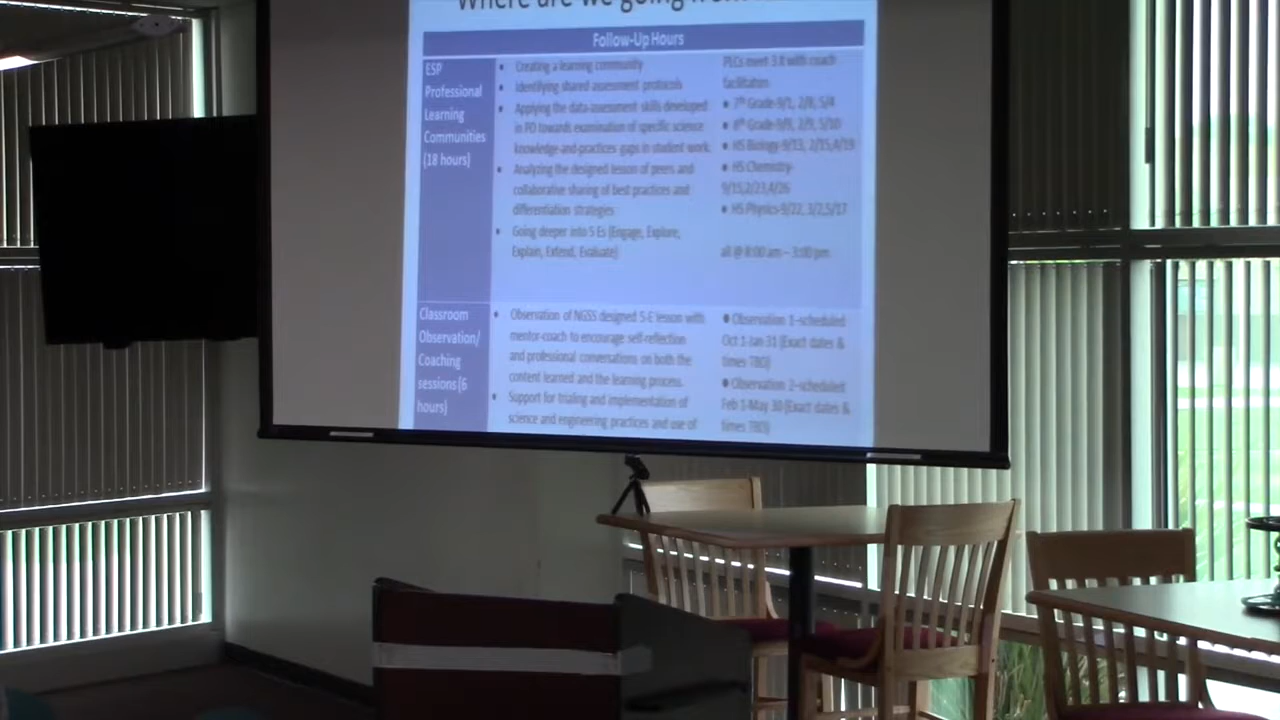 Where are we going from
Follow-Up Hours
ESP
Professional
Learning
Communities
(18 hours)
• Creating a learning community
• Identifying shared assessment protocols
• Applying the data-assessment skills developed
in PD towards examination of specific science
knowledge-and-practices gaps in student work.
• Analyzing the designed lesson of peers and
collaborative sharing of best practices and
differentiation strategies
• Going deeper into 5 Es (Engage, Explore,
Explain, Extend, Evaluate)
PLCs meet 3 X with coach
facilitation
• 7th Grade-9/1, 2/8, 5/4
• 8th Grade-9/8, 2/9, 5/10
• HS Biology-9/13, 2/15,4/19
• HS Chemistry-
9/15,2/23,4/26
• HS Physics-9/22, 3/2,5/17
all @ 8:00 am – 3:00 pm
Classroom
Observation/
Coaching
sessions (6
hours)
• Observation of NGSS designed 5-E lesson with
mentor-coach to encourage self-reflection
and professional conversations on both the
content learned and the learning process.
• Support for trialing and implementation of
science and engineering practices and use of
• Observation 1–scheduled
Oct 1-Jan 31 (Exact dates &
times TBD)
• Observation 2–scheduled
Feb 1-May 30 (Exact dates &
times TBD)